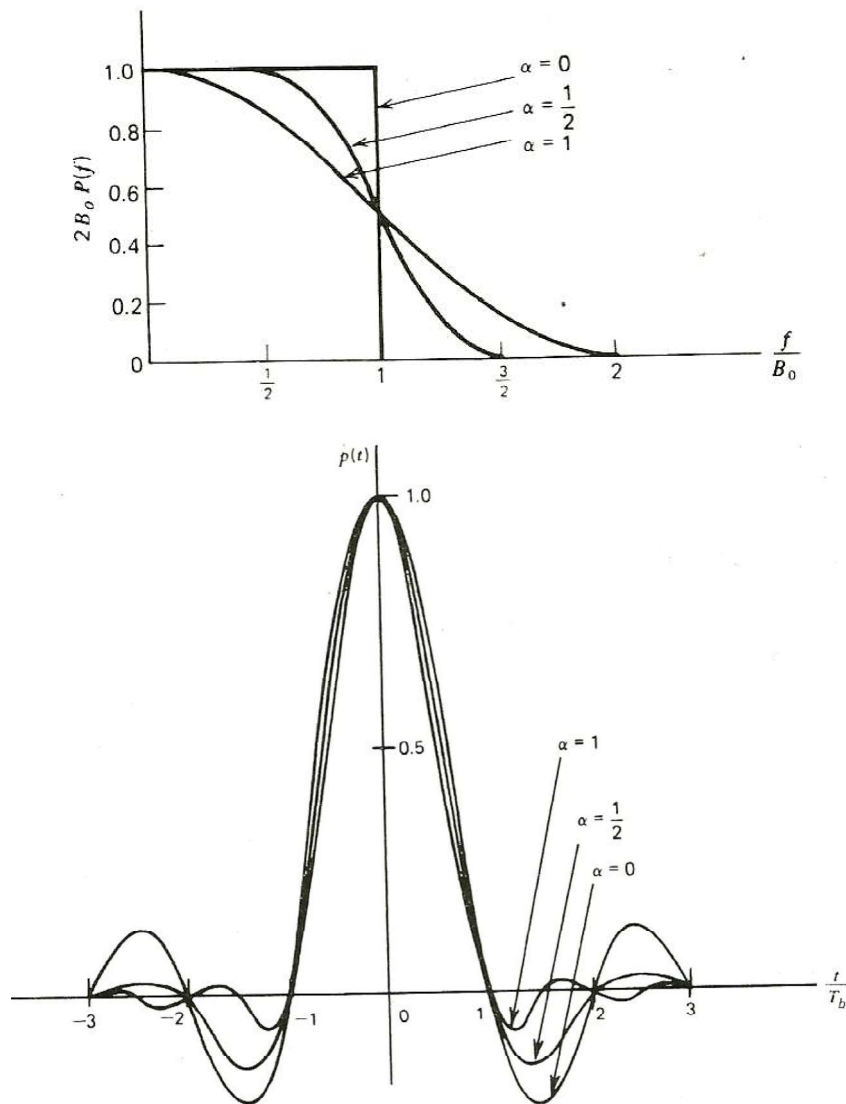 2B₀ P(f)
1.0
0.8
0.6
0.4
0.2
0
1/2
1
3/2
2
f/B₀
α = 0
α = 1/2
α = 1
p(t)
1.0
0.5
α = 1
α = 1/2
α = 0
−3
−2
−1
0
1
2
3
t/T_b